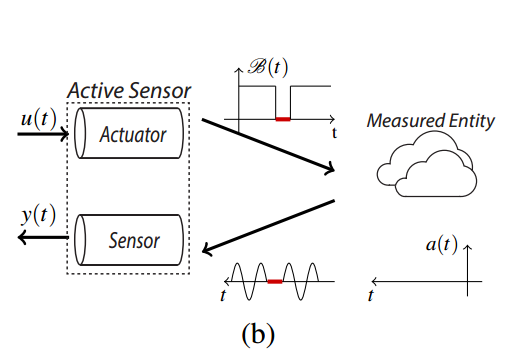 ℬ(t)
Active Sensor
u(t)
Actuator
t
Measured Entity
y(t)
Sensor
a(t)
t
t
(b)